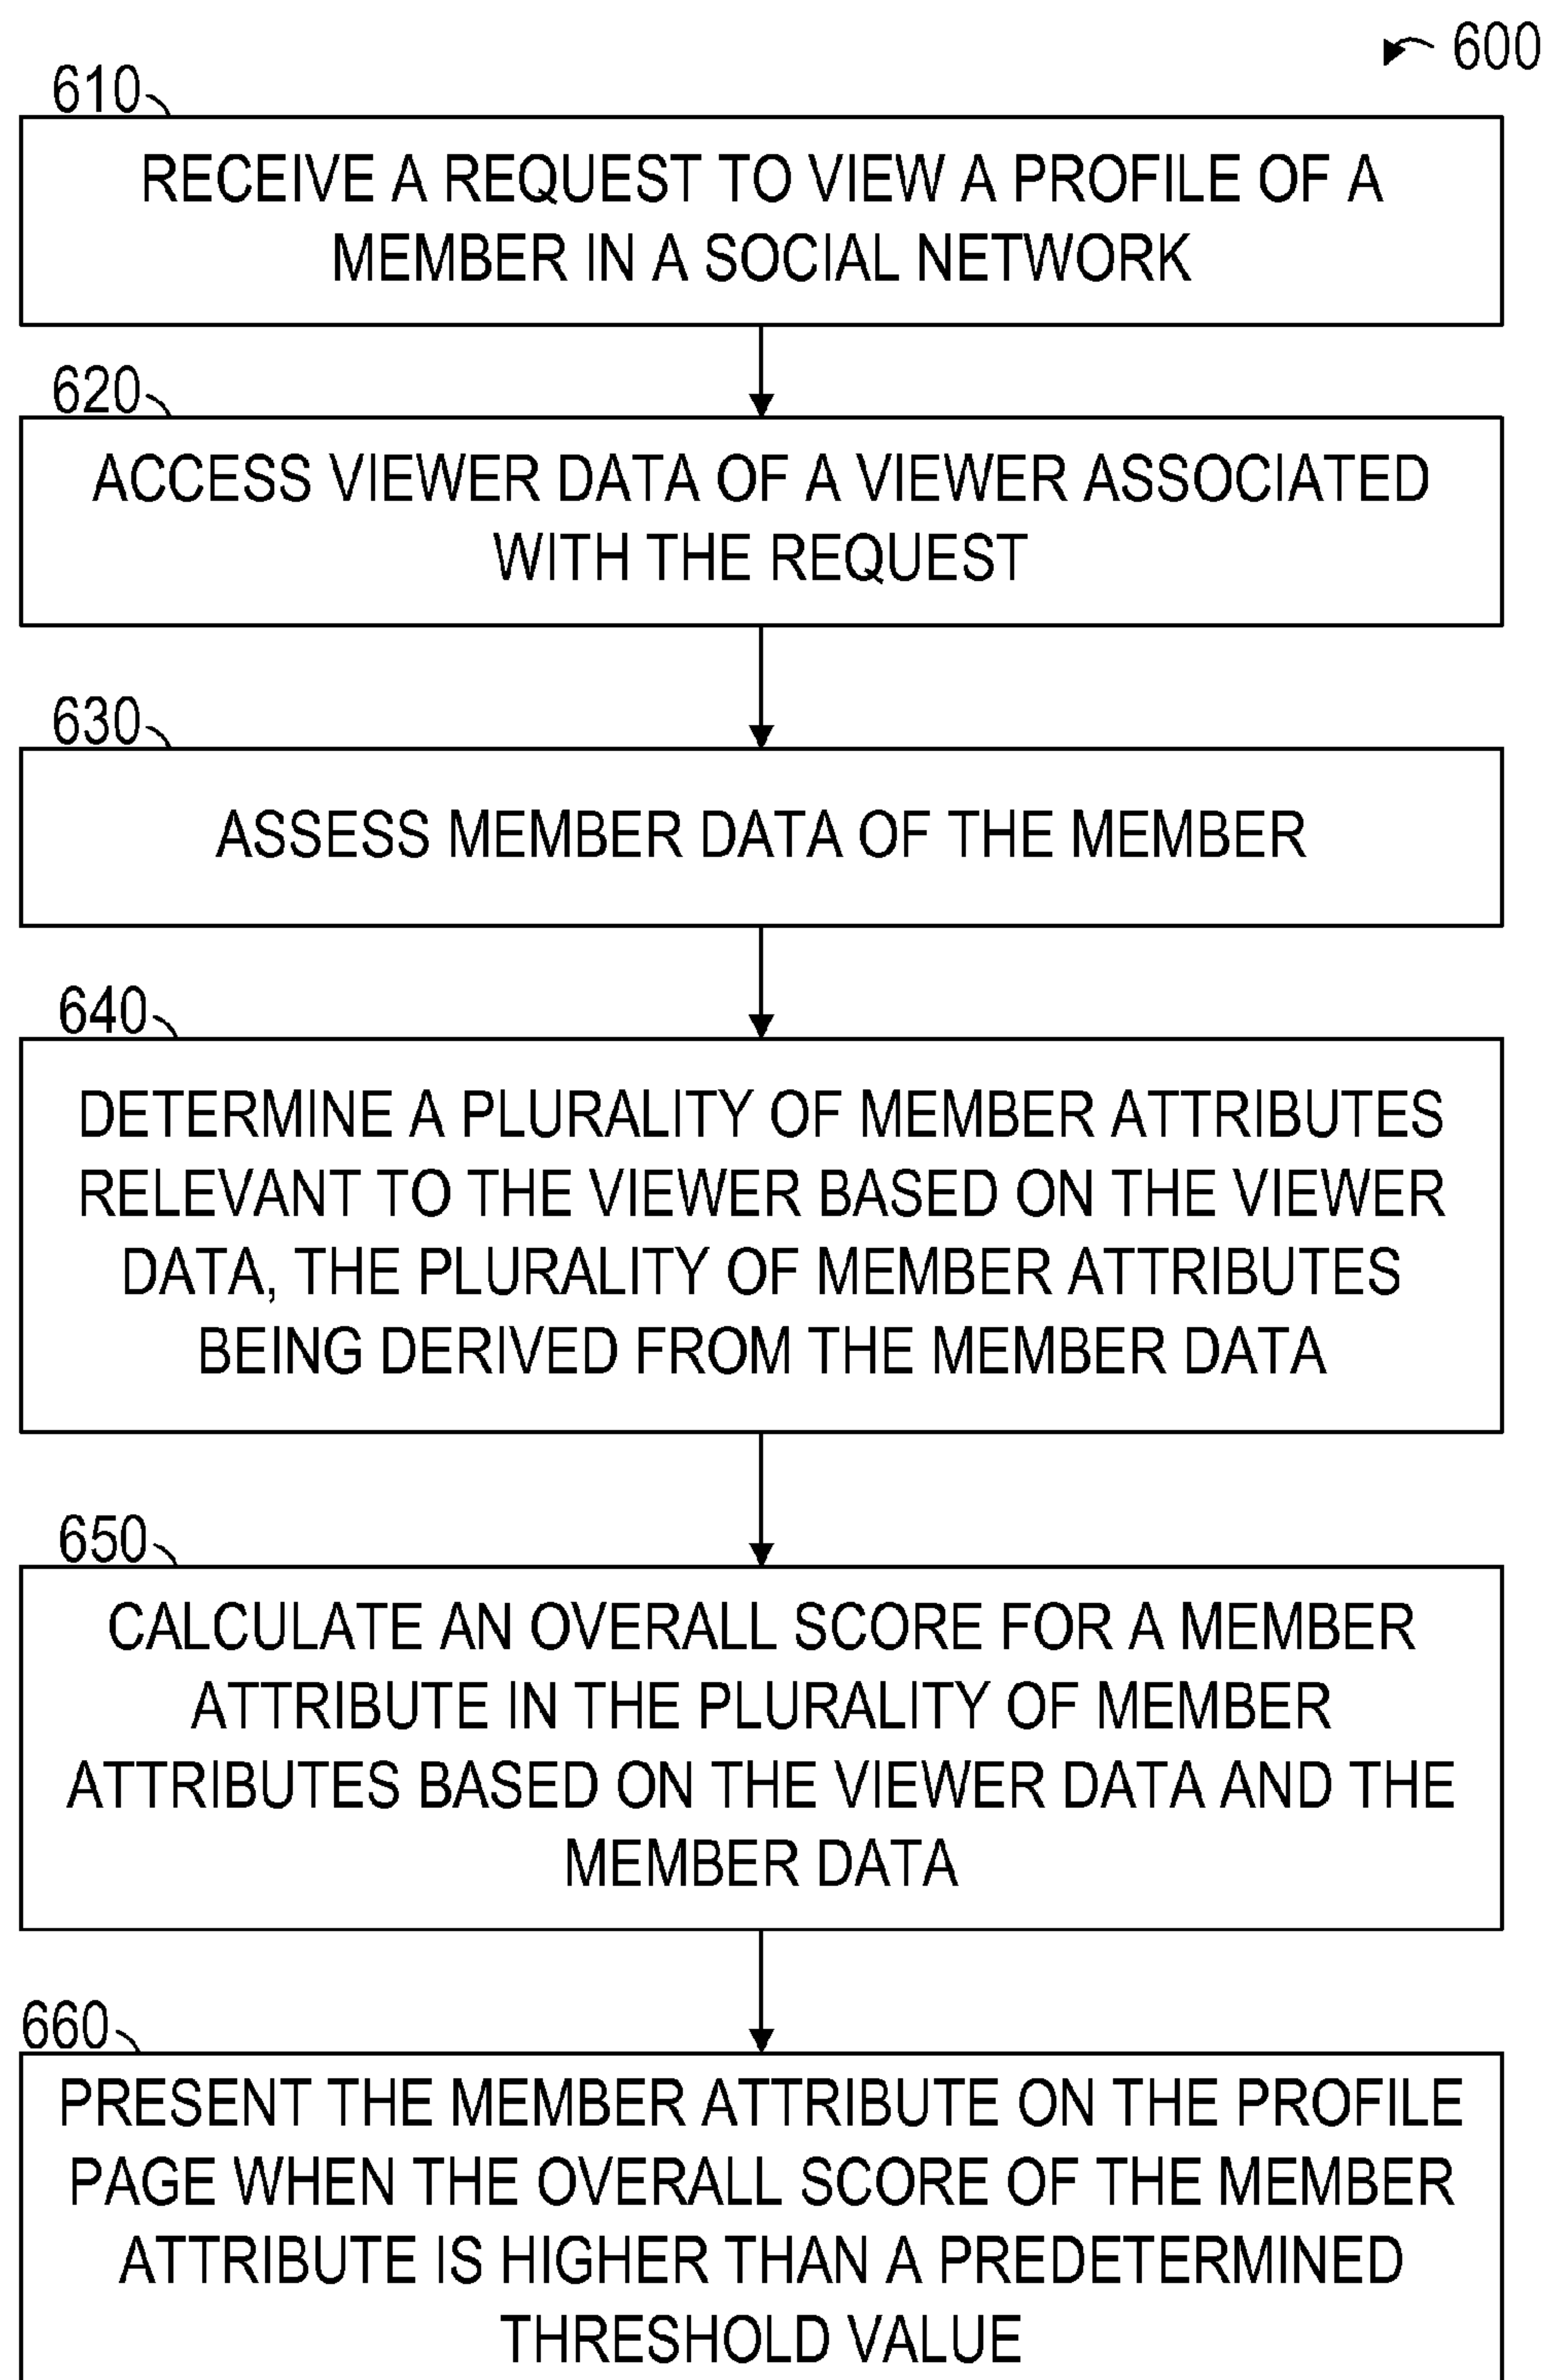 600
610
RECEIVE A REQUEST TO VIEW A PROFILE OF A
MEMBER IN A SOCIAL NETWORK
620
ACCESS VIEWER DATA OF A VIEWER ASSOCIATED
WITH THE REQUEST
630
ASSESS MEMBER DATA OF THE MEMBER
640
DETERMINE A PLURALITY OF MEMBER ATTRIBUTES
RELEVANT TO THE VIEWER BASED ON THE VIEWER
DATA, THE PLURALITY OF MEMBER ATTRIBUTES
BEING DERIVED FROM THE MEMBER DATA
650
CALCULATE AN OVERALL SCORE FOR A MEMBER
ATTRIBUTE IN THE PLURALITY OF MEMBER
ATTRIBUTES BASED ON THE VIEWER DATA AND THE
MEMBER DATA
660
PRESENT THE MEMBER ATTRIBUTE ON THE PROFILE
PAGE WHEN THE OVERALL SCORE OF THE MEMBER
ATTRIBUTE IS HIGHER THAN A PREDETERMINED
THRESHOLD VALUE